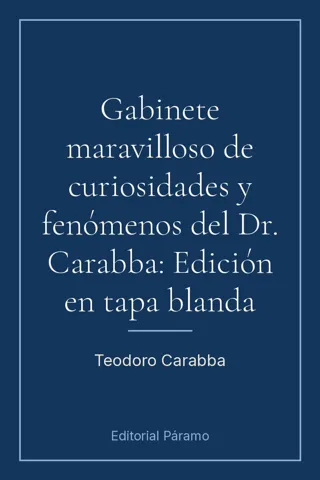 Gabinete
maravilloso de
curiosidades y
fenómenos del Dr.
Carabba: Edición
en tapa blanda
Teodoro Carabba
Editorial Páramo